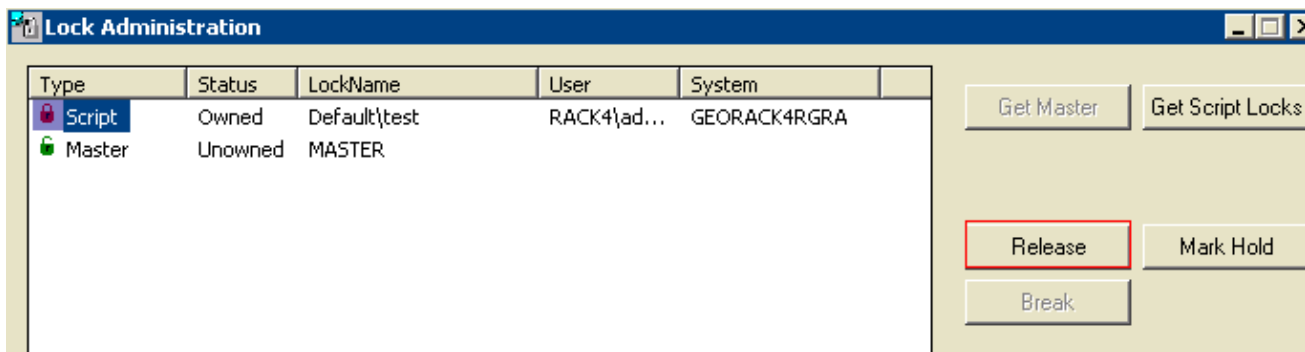 Lock Administration
Type Status LockName User System
Script Owned Default\test RACK4\ad... GEORACK4RGRA
Master Unowned MASTER
Get Master Get Script Locks
Release Mark Hold
Break